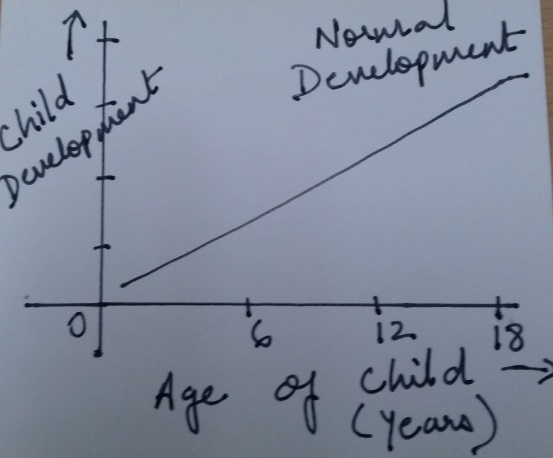 Normal
Development
Child
Development
0
6
12
18
Age of Child
(Years)